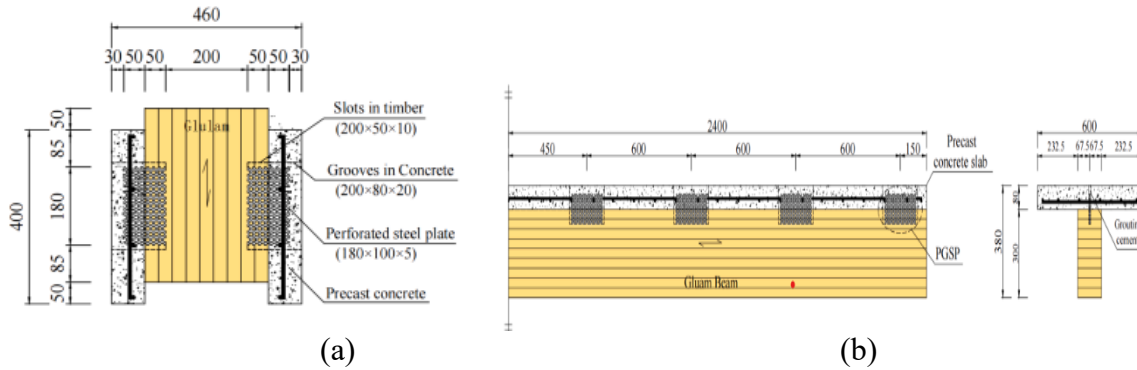 460
30 50 50 200 50 50 30
50
85
180
85
50
400
Glulam
Slots in timber
(200×50×10)
Grooves in Concrete
(200×80×20)
Perforated steel plate
(180×100×5)
Precast concrete
(a)
2400
450 600 600 600 150
Precast
concrete slab
PGSP
Gluam Beam
600
232.5 67.5 67.5 232.5
80
300
380
Grouting
cement
(b)